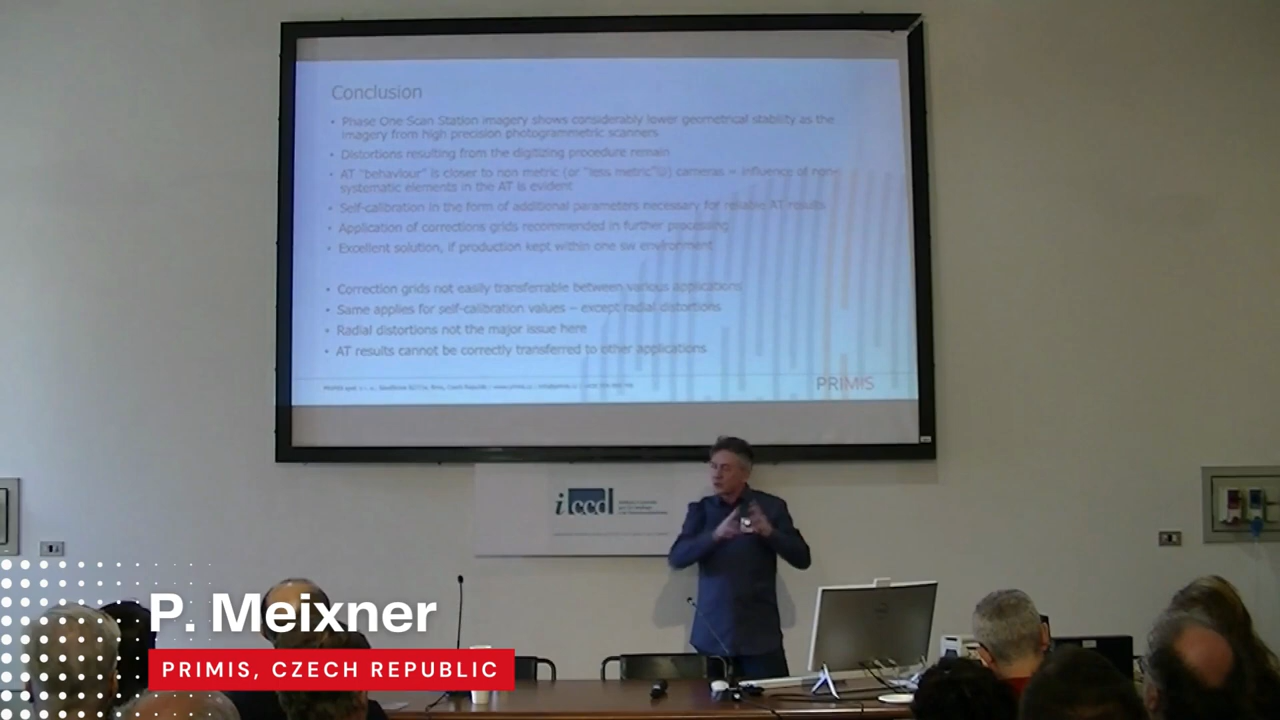 Conclusion
• Phase One Scan Station imagery shows considerably lower geometrical stability as the
imagery from high precision photogrammetric scanners
• Distortions resulting from the digitizing procedure remain
• AT "behaviour" is closer to non metric (or "less metric" cameras – influence of non-
systematic elements in the AT is evident
• Self-calibration in the form of additional parameters necessary for reliable AT results
• Application of corrections grids recommended in further processing
• Excellent solution, if production kept within one sw environment
• Correction grids not easily transferrable between various applications
• Same applies for self-calibration values – except radial distortions
• Radial distortions not the major issue here
• AT results cannot be correctly transferred to other applications
PRIMIS
iccd
P. Meixner
PRIMIS, CZECH REPUBLIC